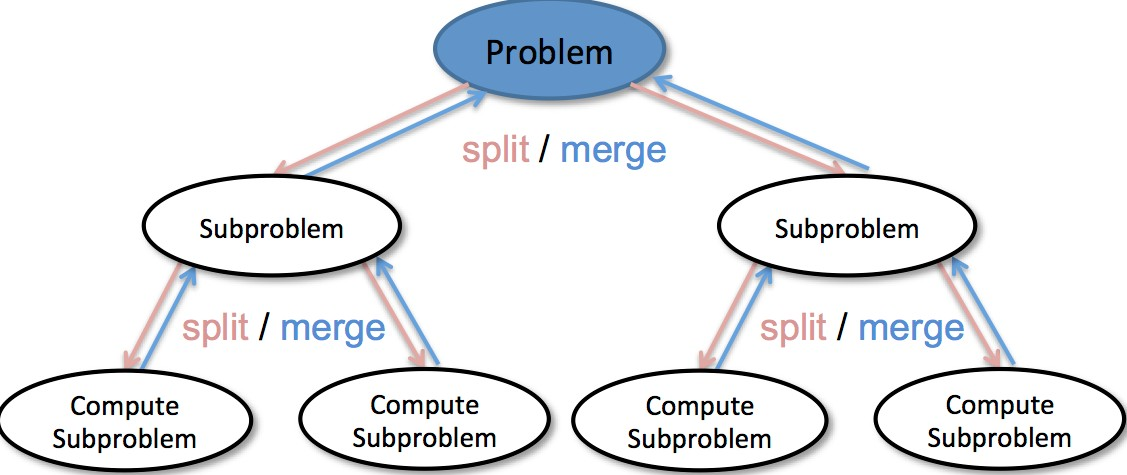 Problem
split / merge
Subproblem
Subproblem
split / merge
split / merge
Compute
Subproblem
Compute
Subproblem
Compute
Subproblem
Compute
Subproblem